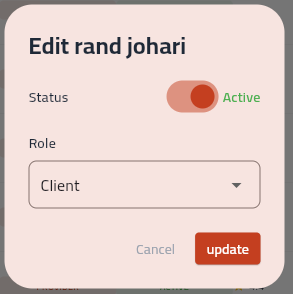 Edit rand johari
Status Active
Role
Client
Cancel update